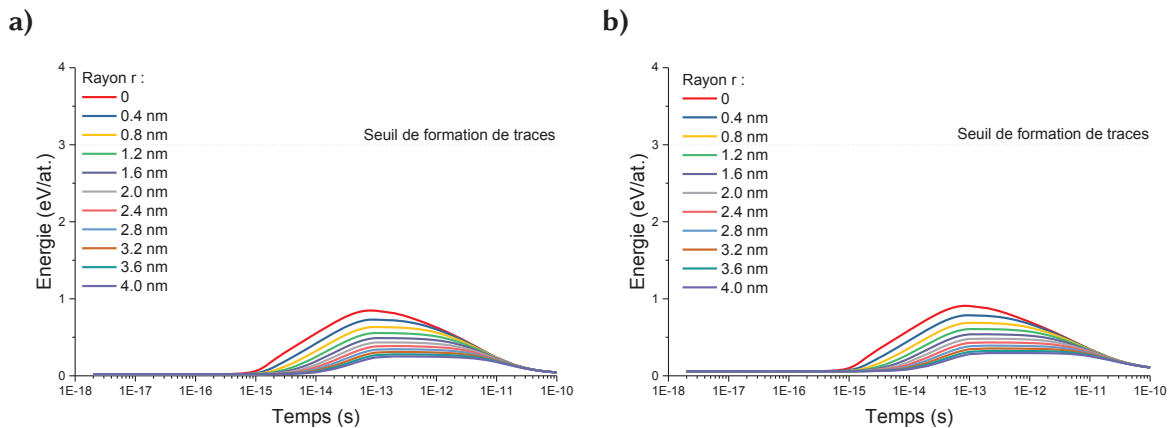 a)
Rayon r :
0
0.4 nm
0.8 nm
1.2 nm
1.6 nm
2.0 nm
2.4 nm
2.8 nm
3.2 nm
3.6 nm
4.0 nm
Seuil de formation de traces
Energie (eV/at.)
4
3
2
1
0
1E-18
1E-17
1E-16
1E-15
1E-14
1E-13
1E-12
1E-11
1E-10
Temps (s)
b)
Rayon r :
0
0.4 nm
0.8 nm
1.2 nm
1.6 nm
2.0 nm
2.4 nm
2.8 nm
3.2 nm
3.6 nm
4.0 nm
Seuil de formation de traces
Energie (eV/at.)
4
3
2
1
0
1E-18
1E-17
1E-16
1E-15
1E-14
1E-13
1E-12
1E-11
1E-10
Temps (s)